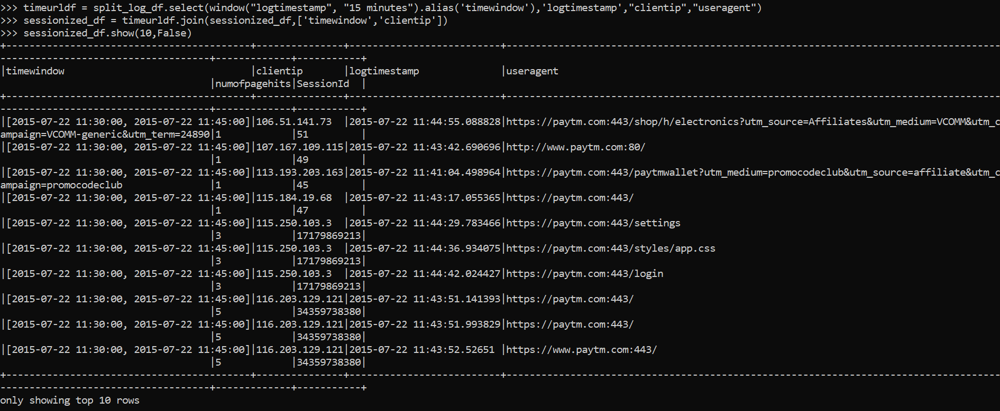 >>> timeurldf = split_log_df.select(window("logtimestamp", "15 minutes").alias('timewindow'),'logtimestamp',"clientip","useragent")
>>> sessionized_df = timeurldf.join(sessionized_df,['timewindow','clientip'])
>>> sessionized_df.show(10,False)
+------------------------------------------+---------------+--------------------------+-------------------------------------------------------------------------------------
------------------------------------+-------------+-----------+
|timewindow                                |clientip       |logtimestamp              |useragent
                                    |numofpagehits|SessionId  |
+------------------------------------------+---------------+--------------------------+-------------------------------------------------------------------------------------
------------------------------------+-------------+-----------+
|[2015-07-22 11:30:00, 2015-07-22 11:45:00]|106.51.141.73  |2015-07-22 11:44:55.088828|https://paytm.com:443/shop/h/electronics?utm_source=Affiliates&utm_medium=VCOMM&utm_c
ampaign=VCOMM-generic&utm_term=24890|1            |51         |
|[2015-07-22 11:30:00, 2015-07-22 11:45:00]|107.167.109.115|2015-07-22 11:43:42.690696|http://www.paytm.com:80/
                                    |1            |49         |
|[2015-07-22 11:30:00, 2015-07-22 11:45:00]|113.193.203.163|2015-07-22 11:41:04.498964|https://paytm.com:443/paytmwallet?utm_medium=promocodeclub&utm_source=affiliate&utm_c
ampaign=promocodeclub               |1            |45         |
|[2015-07-22 11:30:00, 2015-07-22 11:45:00]|115.184.19.68  |2015-07-22 11:43:17.055365|https://paytm.com:443/
                                    |1            |47         |
|[2015-07-22 11:30:00, 2015-07-22 11:45:00]|115.250.103.3  |2015-07-22 11:44:29.783466|https://paytm.com:443/settings
                                    |3            |17179869213|
|[2015-07-22 11:30:00, 2015-07-22 11:45:00]|115.250.103.3  |2015-07-22 11:44:36.934075|https://paytm.com:443/styles/app.css
                                    |3            |17179869213|
|[2015-07-22 11:30:00, 2015-07-22 11:45:00]|115.250.103.3  |2015-07-22 11:44:42.024427|https://paytm.com:443/login
                                    |3            |17179869213|
|[2015-07-22 11:30:00, 2015-07-22 11:45:00]|116.203.129.121|2015-07-22 11:43:51.141393|https://paytm.com:443/
                                    |5            |34359738380|
|[2015-07-22 11:30:00, 2015-07-22 11:45:00]|116.203.129.121|2015-07-22 11:43:51.993829|https://paytm.com:443/
                                    |5            |34359738380|
|[2015-07-22 11:30:00, 2015-07-22 11:45:00]|116.203.129.121|2015-07-22 11:43:52.52651 |https://www.paytm.com:443/
                                    |5            |34359738380|
+------------------------------------------+---------------+--------------------------+-------------------------------------------------------------------------------------
------------------------------------+-------------+-----------+
only showing top 10 rows